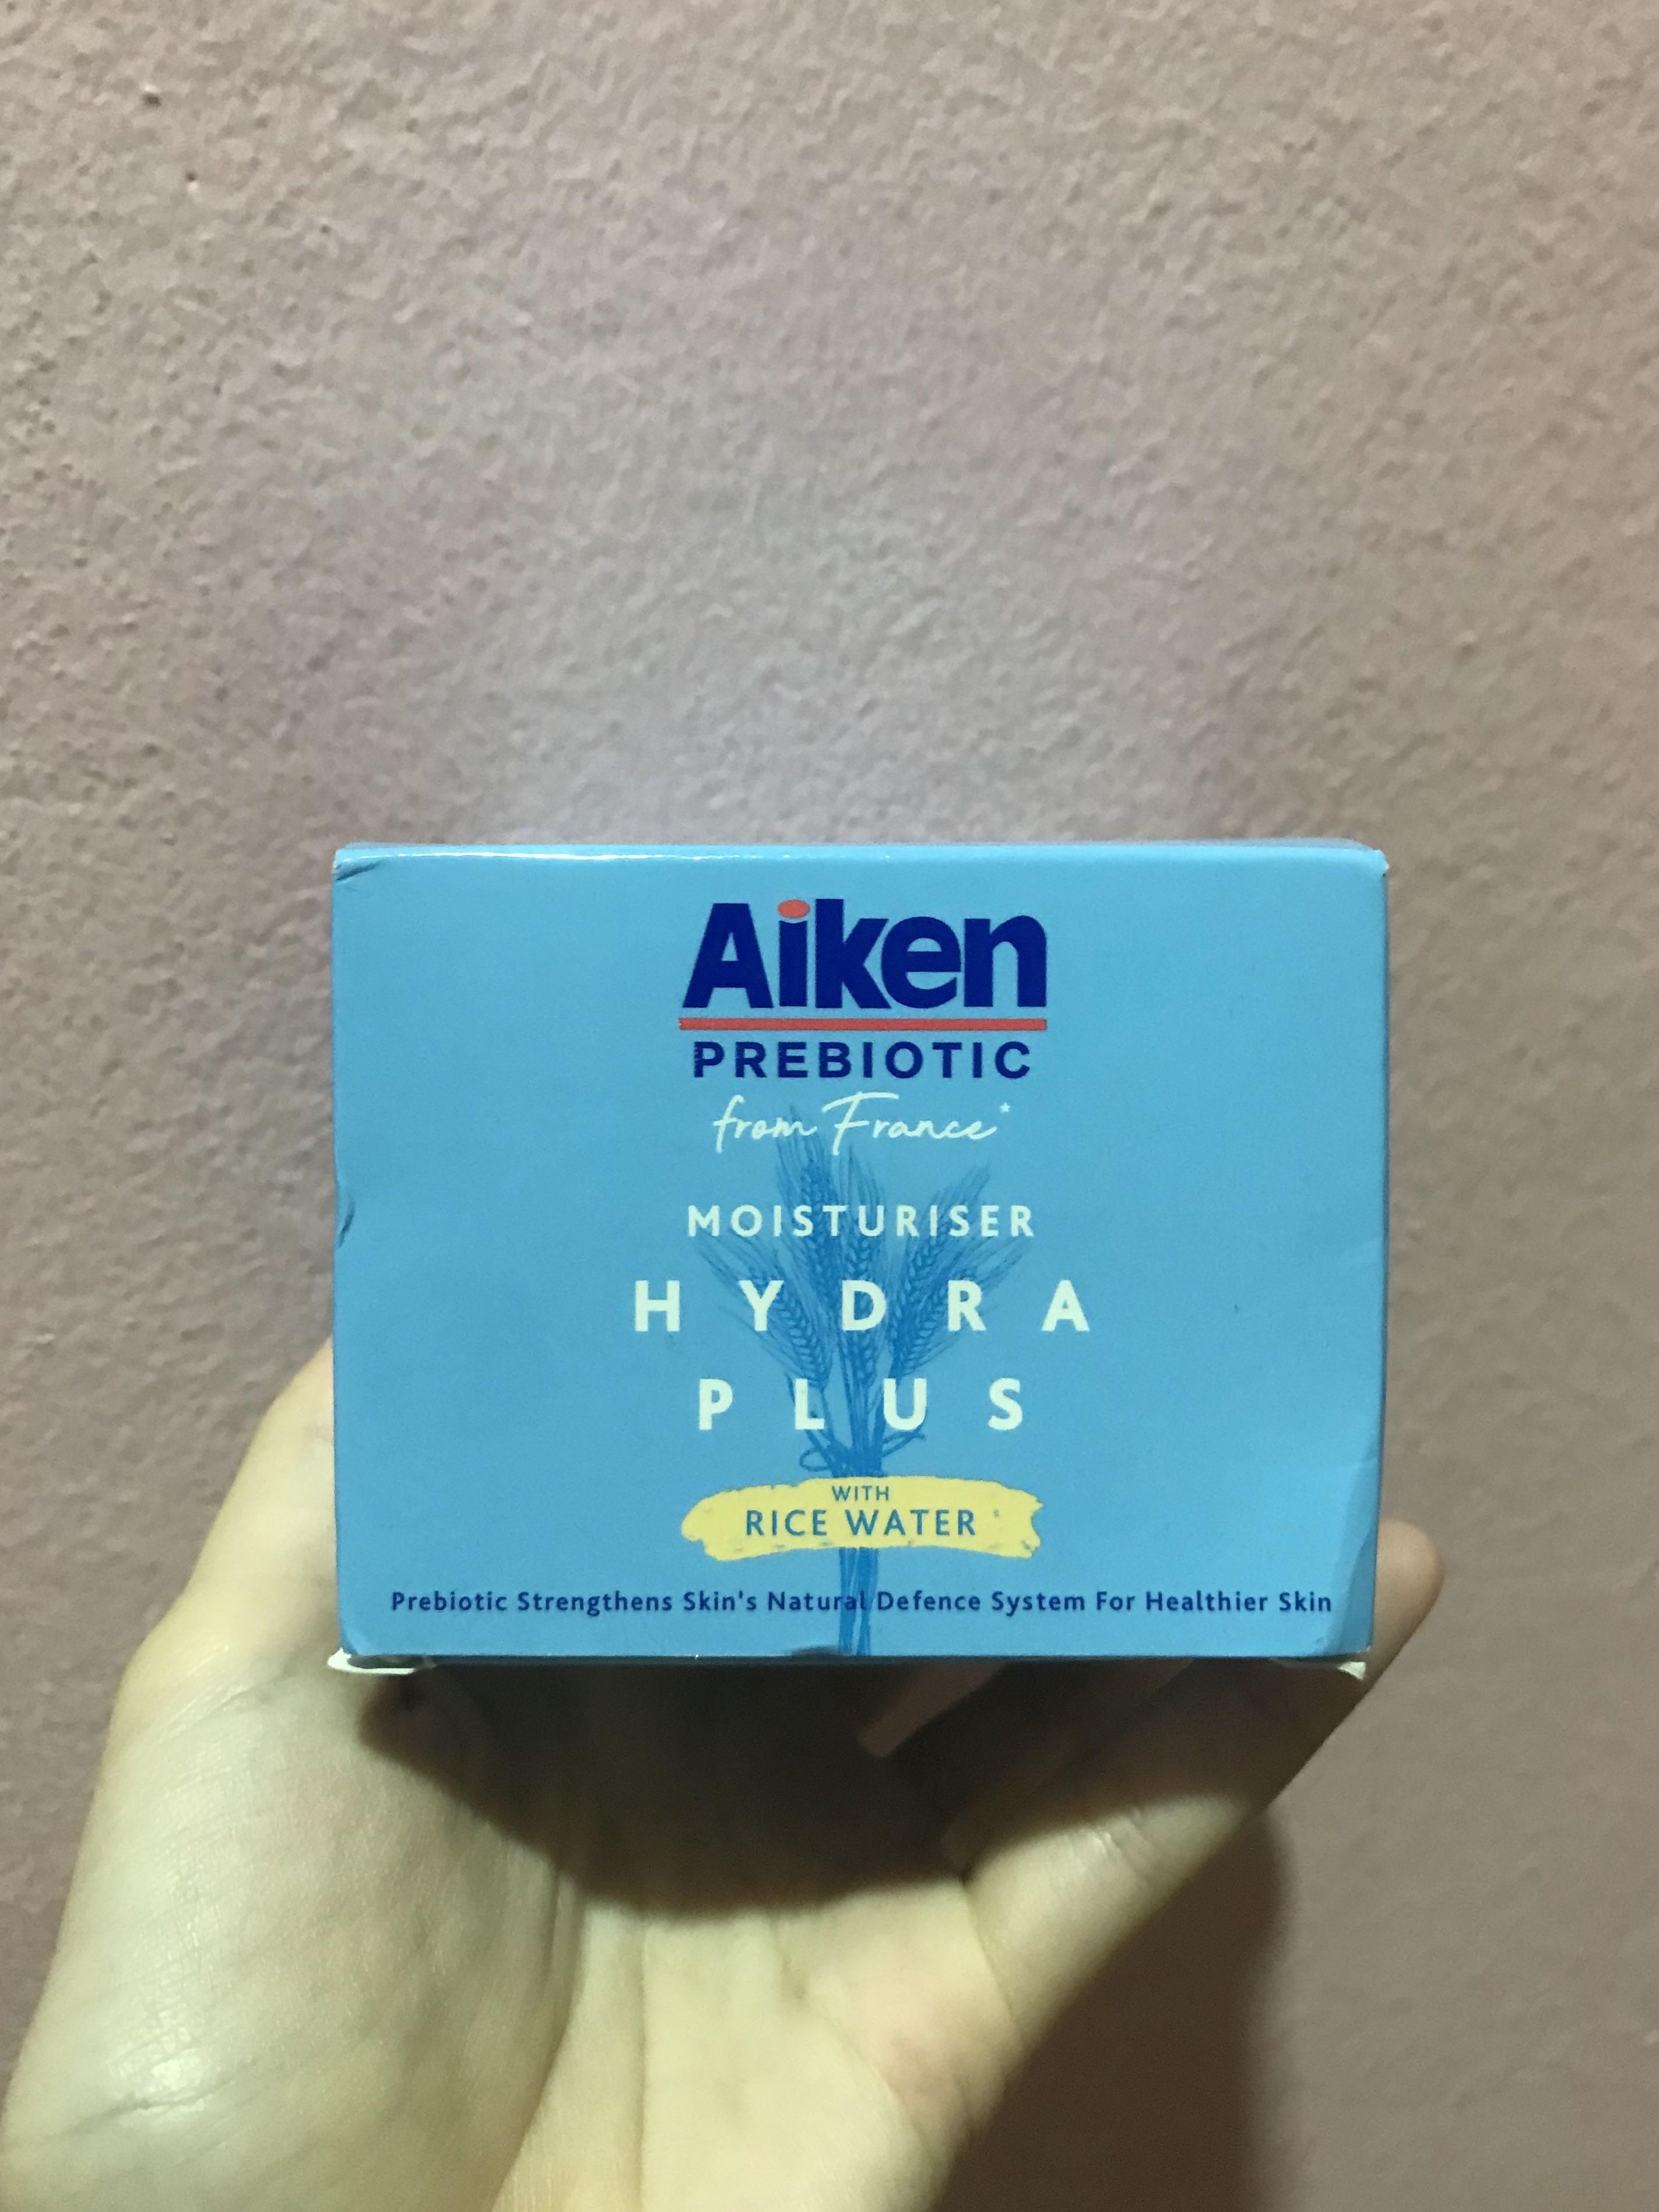 Aiken
PREBIOTIC
from France*
MOISTURISER
HYDRA
PLUS
WITH
RICE WATER
Prebiotic Strengthens Skin's Natural Defence System For Healthier Skin